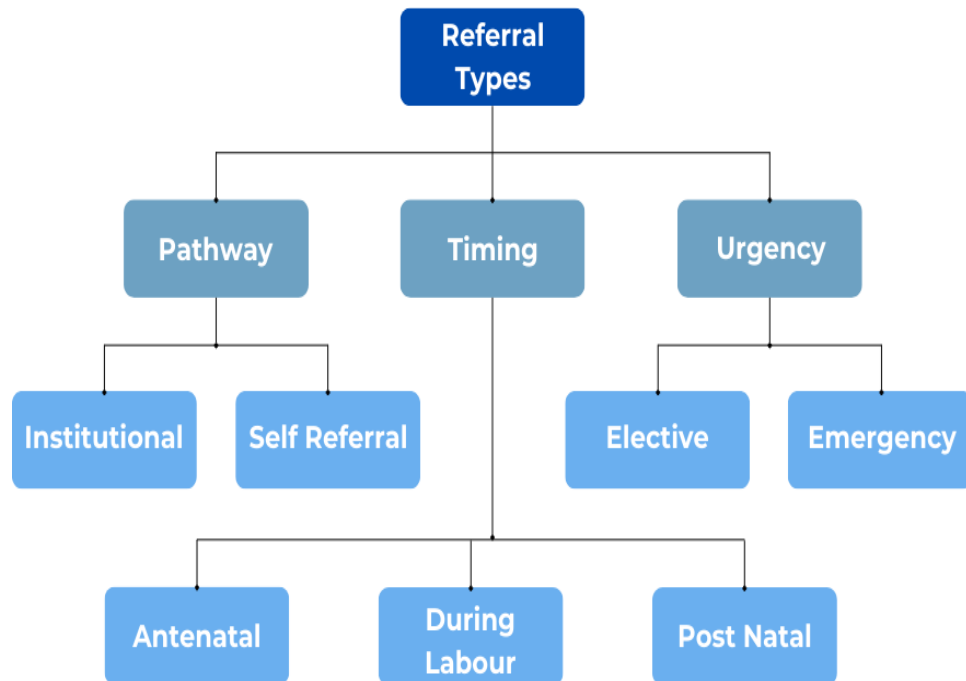 Referral
Types
Pathway
Timing
Urgency
Institutional
Self Referral
Elective
Emergency
Antenatal
During
Labour
Post Natal